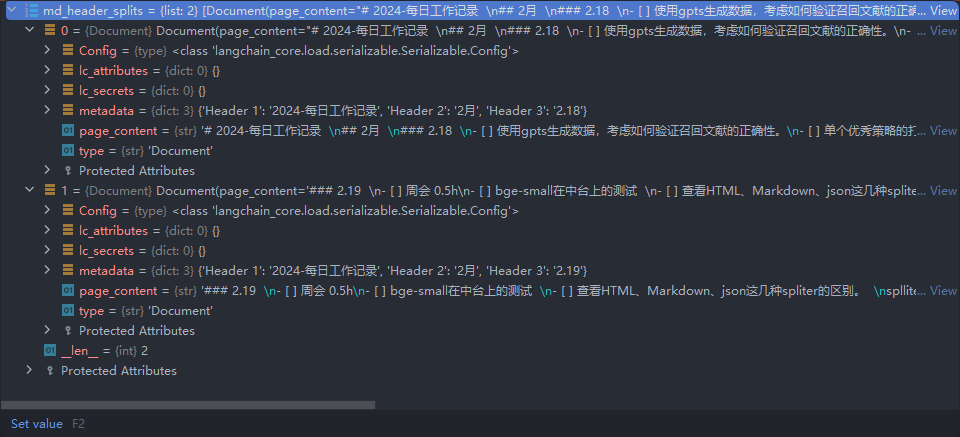 md_header_splits = {list: 2} [Document(page_content="# 2024-每日工作记录  \n## 2月  \n### 2.18  \n- [ ] 使用gpts生成数据，考虑如何验证召回文献的正确... View
0 = {Document} Document(page_content="# 2024-每日工作记录  \n## 2月  \n### 2.18  \n- [ ] 使用gpts生成数据，考虑如何验证召回文献的正确性。\n-... View
Config = {type} <class 'langchain_core.load.serializable.Serializable.Config'>
lc_attributes = {dict: 0} {}
lc_secrets = {dict: 0} {}
metadata = {dict: 3} {'Header 1': '2024-每日工作记录', 'Header 2': '2月', 'Header 3': '2.18'}
01 page_content = {str} '# 2024-每日工作记录  \n## 2月  \n### 2.18  \n- [ ] 使用gpts生成数据，考虑如何验证召回文献的正确性。\n- [ ] 单个优秀策略的... View
01 type = {str} 'Document'
Protected Attributes
1 = {Document} Document(page_content='### 2.19  \n- [ ] 周会 0.5h\n- [ ] bge-small在中台上的测试  \n- [ ] 查看HTML、Markdown、json这几种splite... View
Config = {type} <class 'langchain_core.load.serializable.Serializable.Config'>
lc_attributes = {dict: 0} {}
lc_secrets = {dict: 0} {}
metadata = {dict: 3} {'Header 1': '2024-每日工作记录', 'Header 2': '2月', 'Header 3': '2.19'}
01 page_content = {str} '### 2.19  \n- [ ] 周会 0.5h\n- [ ] bge-small在中台上的测试  \n- [ ] 查看HTML、Markdown、json这几种spliter的区别。  \nspllite... View
01 type = {str} 'Document'
Protected Attributes
01 __len__ = {int} 2
Protected Attributes
Set value F2